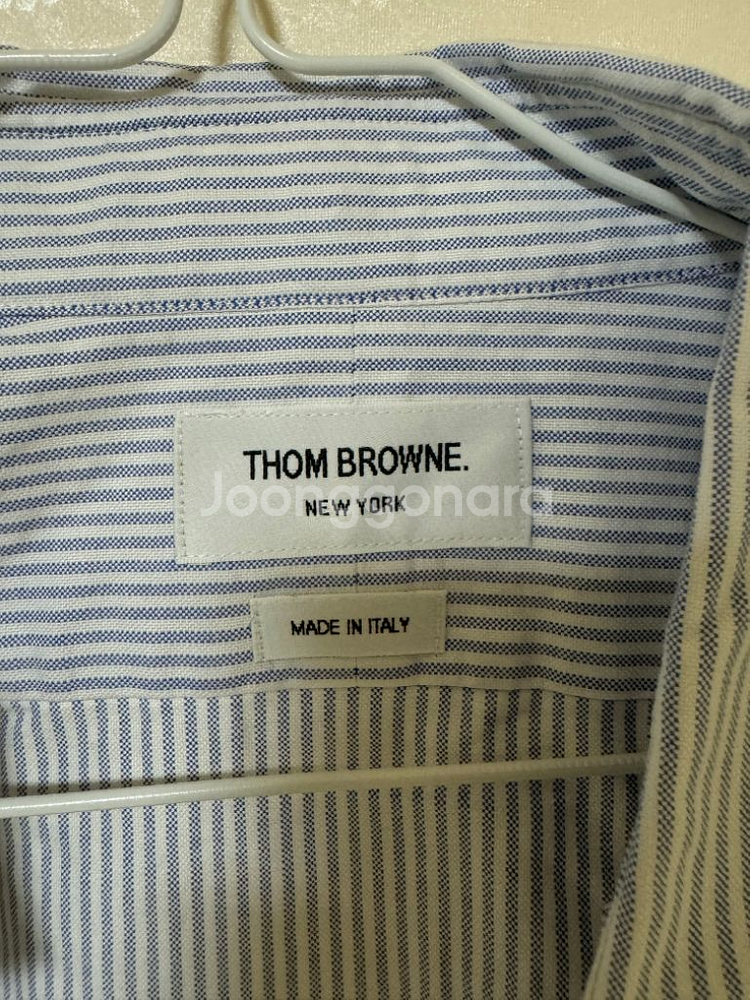 THOM BROWNE.
NEW YORK
Joonggonara
MADE IN ITALY